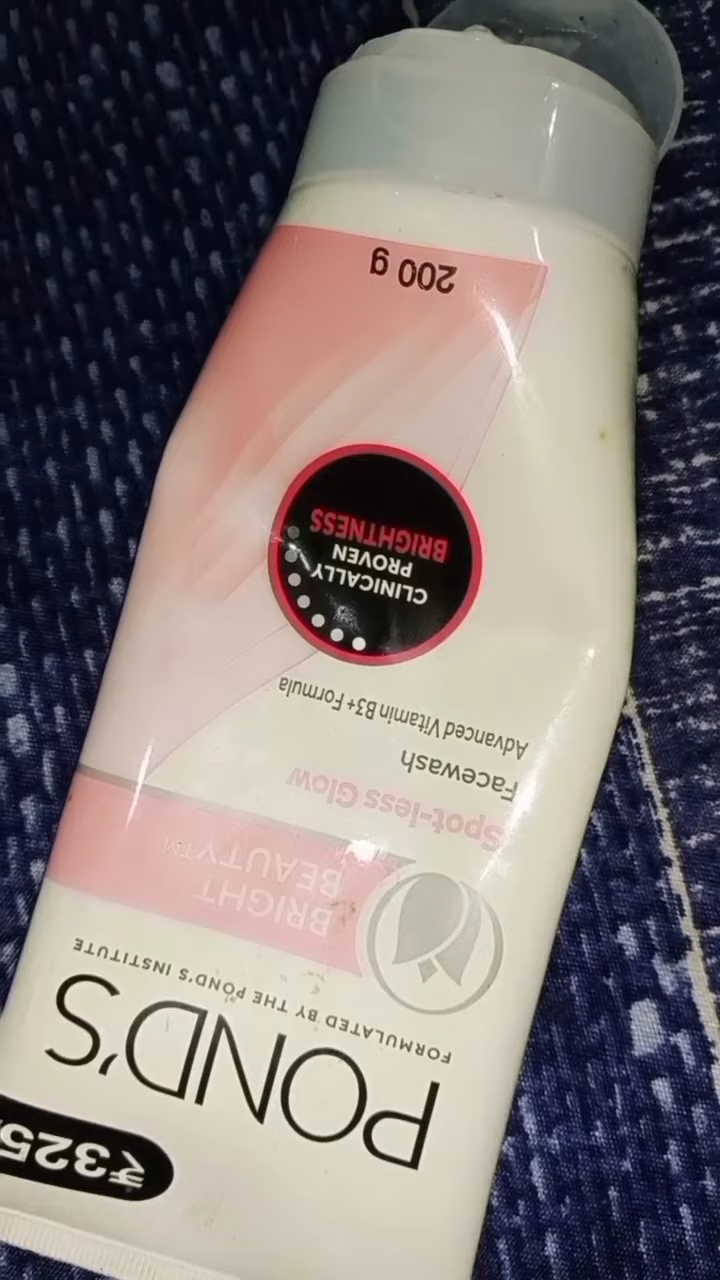 ₹325
POND'S
FORMULATED BY THE POND'S INSTITUTE
BRIGHT
BEAUTY™
Spot-less Glow
Facewash
Advanced Vitamin B3+ Formula
CLINICALLY
PROVEN
BRIGHTNESS
200 g